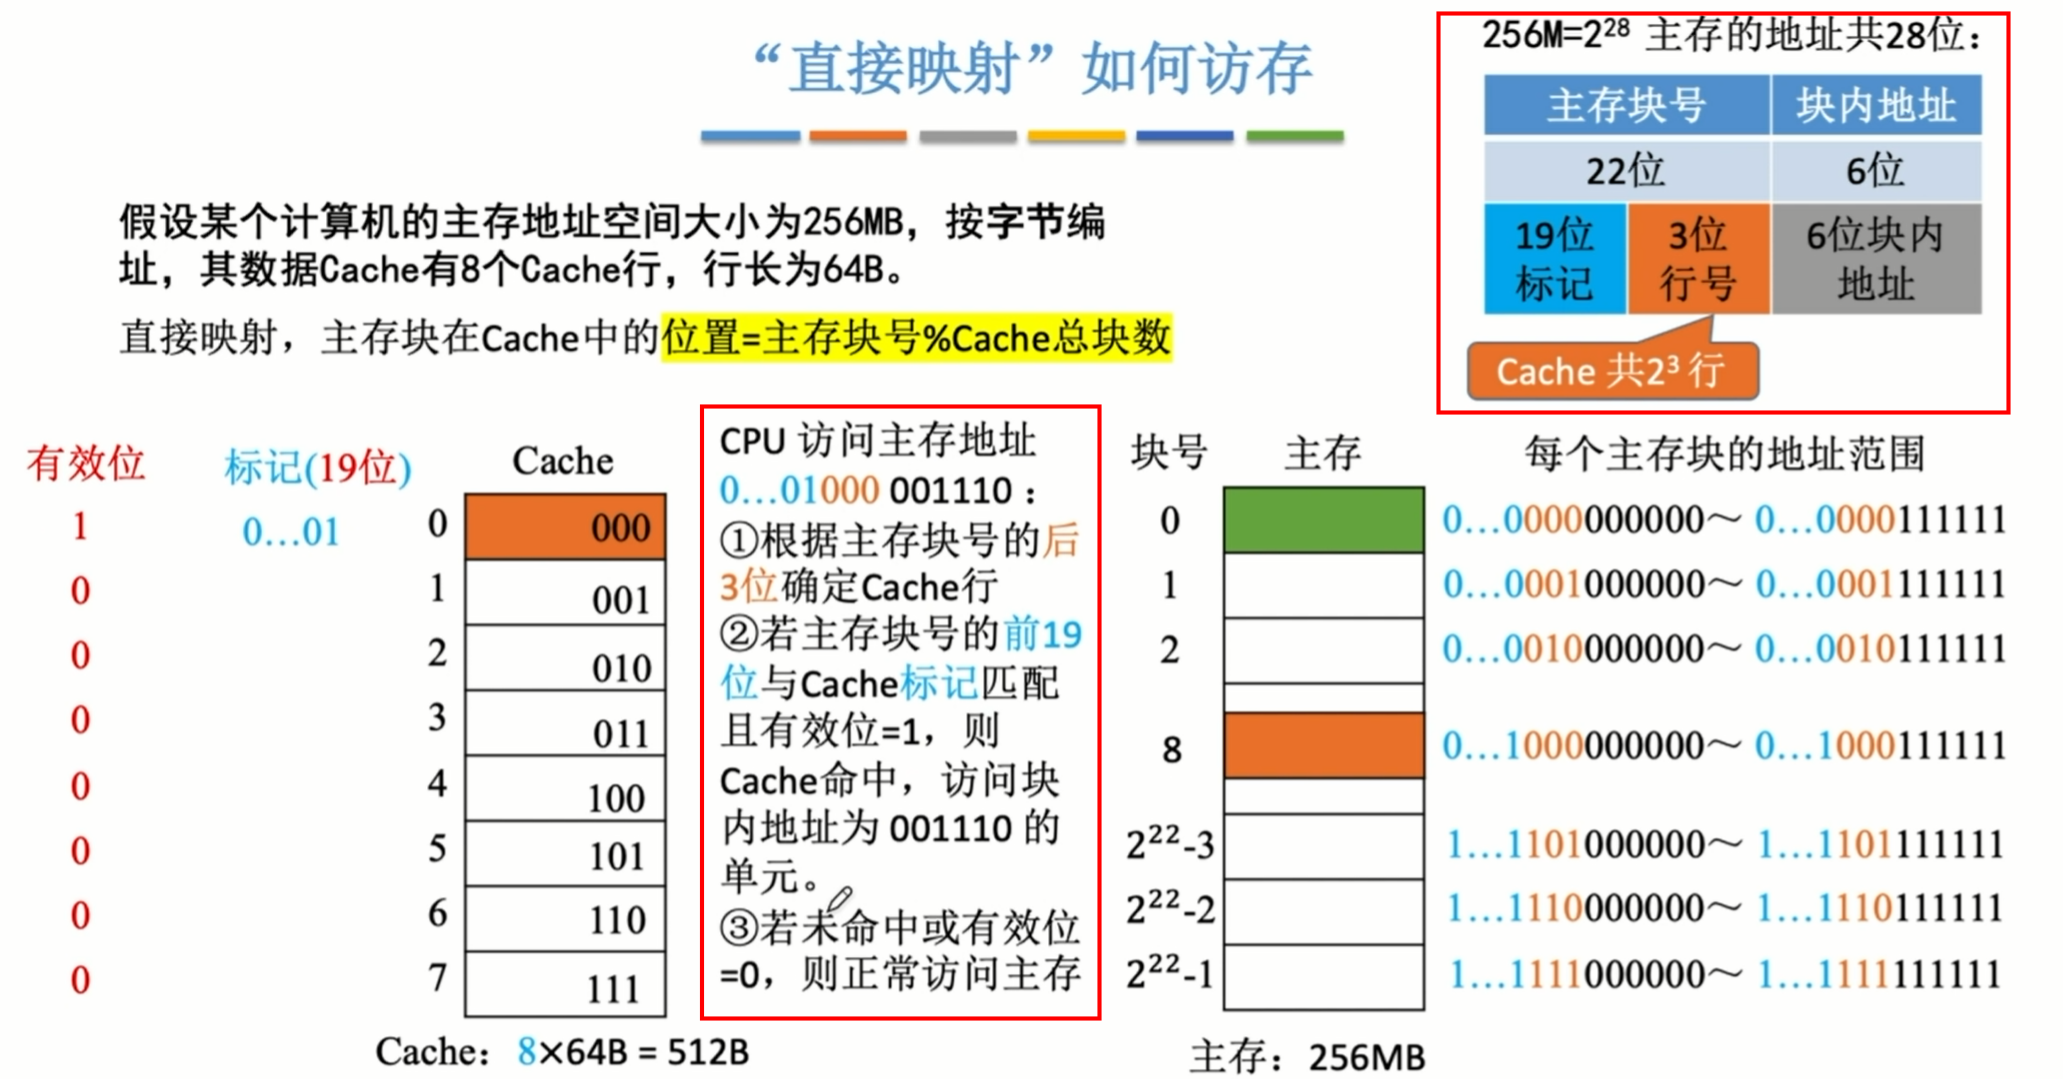 “直接映射”如何访存
256M=2²⁸ 主存的地址共28位：
主存块号 块内地址
22位 6位
19位标记 3位行号 6位块内地址
Cache 共2³ 行
假设某个计算机的主存地址空间大小为256MB，按字节编
址，其数据Cache有8个Cache行，行长为64B。
直接映射，主存块在Cache中的位置=主存块号%Cache总块数
有效位 标记(19位) Cache
1 0…01 0 000
0 1 001
0 2 010
0 3 011
0 4 100
0 5 101
0 6 110
0 7 111
Cache：8×64B = 512B
CPU 访问主存地址
0…01000 001110：
①根据主存块号的后
3位确定Cache行
②若主存块号的前19
位与Cache标记匹配
且有效位=1，则
Cache命中，访问块
内地址为 001110 的
单元。
③若未命中或有效位
=0，则正常访问主存
块号 主存 每个主存块的地址范围
0 0…0000000000～ 0…0000111111
1 0…0001000000～ 0…0001111111
2 0…0010000000～ 0…0010111111
8 0…1000000000～ 0…1000111111
2²²-3 1…1101000000～ 1…1101111111
2²²-2 1…1110000000～ 1…1110111111
2²²-1 1…1111000000～ 1…1111111111
主存：256MB